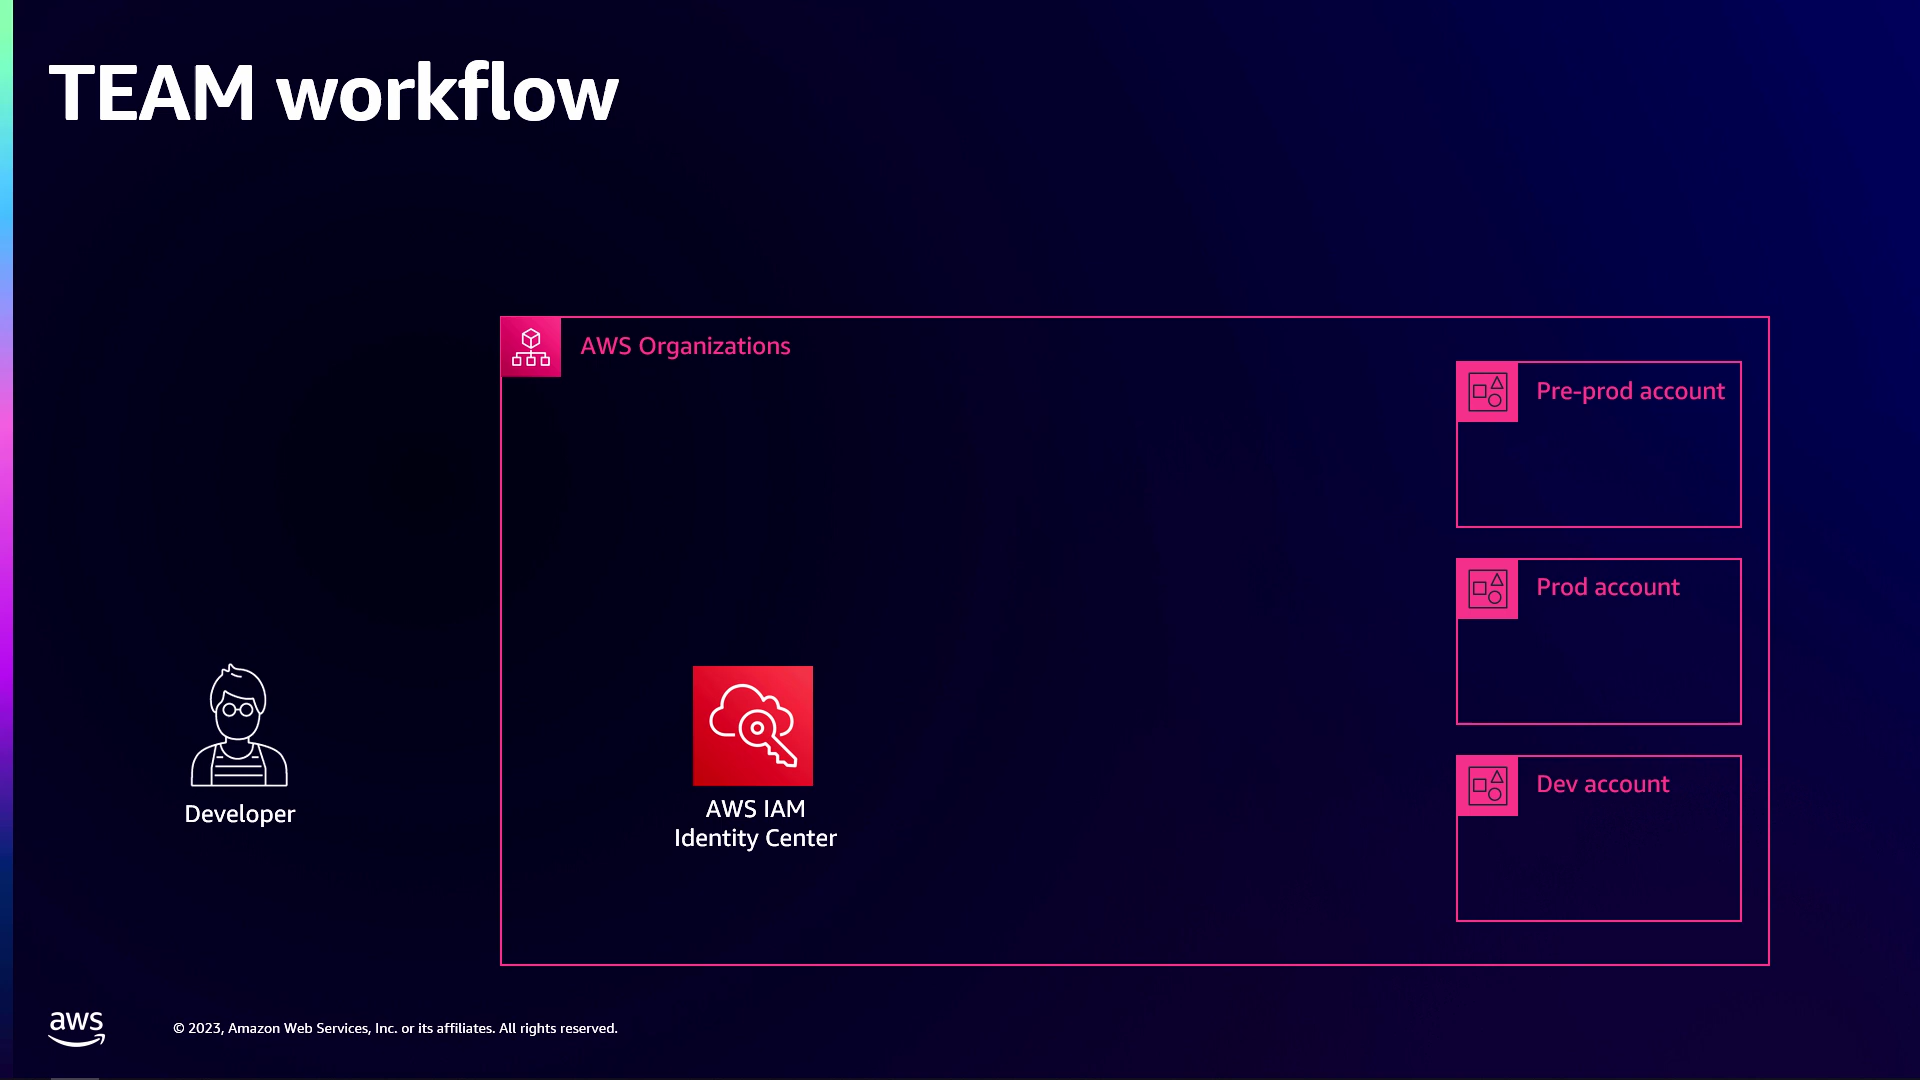 TEAM workflow
AWS Organizations
Pre-prod account
Prod account
Dev account
Developer
AWS IAM
Identity Center
aws
© 2023, Amazon Web Services, Inc. or its affiliates. All rights reserved.